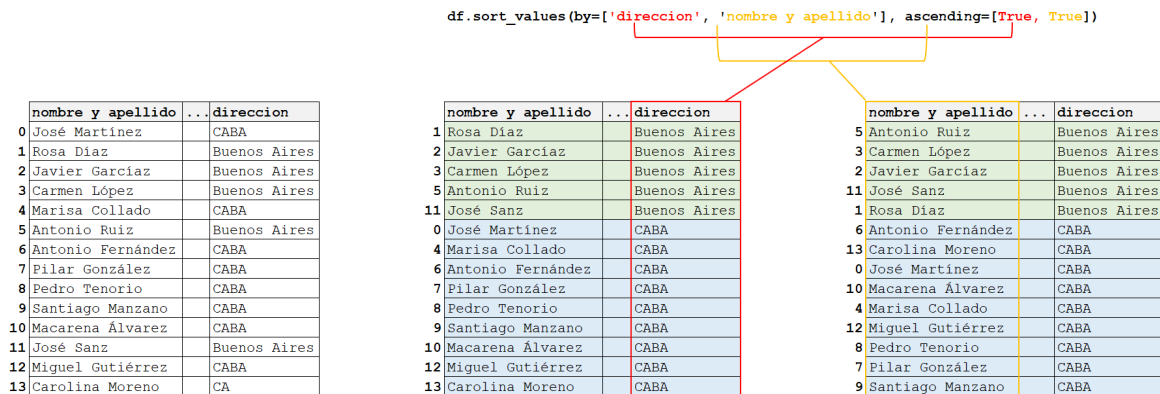 df.sort_values(by=['direccion', 'nombre y apellido'], ascending=[True, True])
nombre y apellido ... direccion
0 José Martínez CABA
1 Rosa Díaz Buenos Aires
2 Javier Garcíaz Buenos Aires
3 Carmen López Buenos Aires
4 Marisa Collado CABA
5 Antonio Ruiz Buenos Aires
6 Antonio Fernández CABA
7 Pilar González CABA
8 Pedro Tenorio CABA
9 Santiago Manzano CABA
10 Macarena Álvarez CABA
11 José Sanz Buenos Aires
12 Miguel Gutiérrez CABA
13 Carolina Moreno CA
nombre y apellido ... direccion
1 Rosa Díaz Buenos Aires
2 Javier Garcíaz Buenos Aires
3 Carmen López Buenos Aires
5 Antonio Ruiz Buenos Aires
11 José Sanz Buenos Aires
0 José Martínez CABA
4 Marisa Collado CABA
6 Antonio Fernández CABA
7 Pilar González CABA
8 Pedro Tenorio CABA
9 Santiago Manzano CABA
10 Macarena Álvarez CABA
12 Miguel Gutiérrez CABA
13 Carolina Moreno CABA
nombre y apellido ... direccion
5 Antonio Ruiz Buenos Aires
3 Carmen López Buenos Aires
2 Javier Garcíaz Buenos Aires
11 José Sanz Buenos Aires
1 Rosa Díaz Buenos Aires
6 Antonio Fernández CABA
13 Carolina Moreno CABA
0 José Martínez CABA
10 Macarena Álvarez CABA
4 Marisa Collado CABA
12 Miguel Gutiérrez CABA
8 Pedro Tenorio CABA
7 Pilar González CABA
9 Santiago Manzano CABA